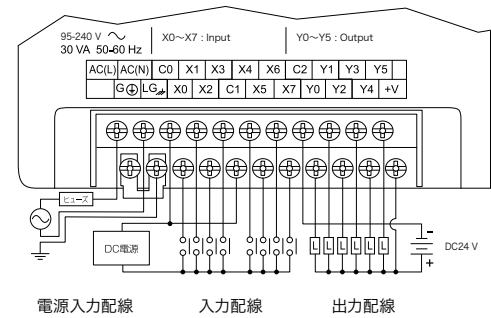 95-240 V ～
30 VA 50-60 Hz
X0～X7 : Input
Y0～Y5 : Output
AC(L) AC(N) C0 X1 X3 X4 X6 C2 Y1 Y3 Y5
G LG X0 X2 C1 X5 X7 Y0 Y2 Y4 +V
ヒューズ
DC電源
L L L L L L
－
DC24 V
+
電源入力配線
入力配線
出力配線